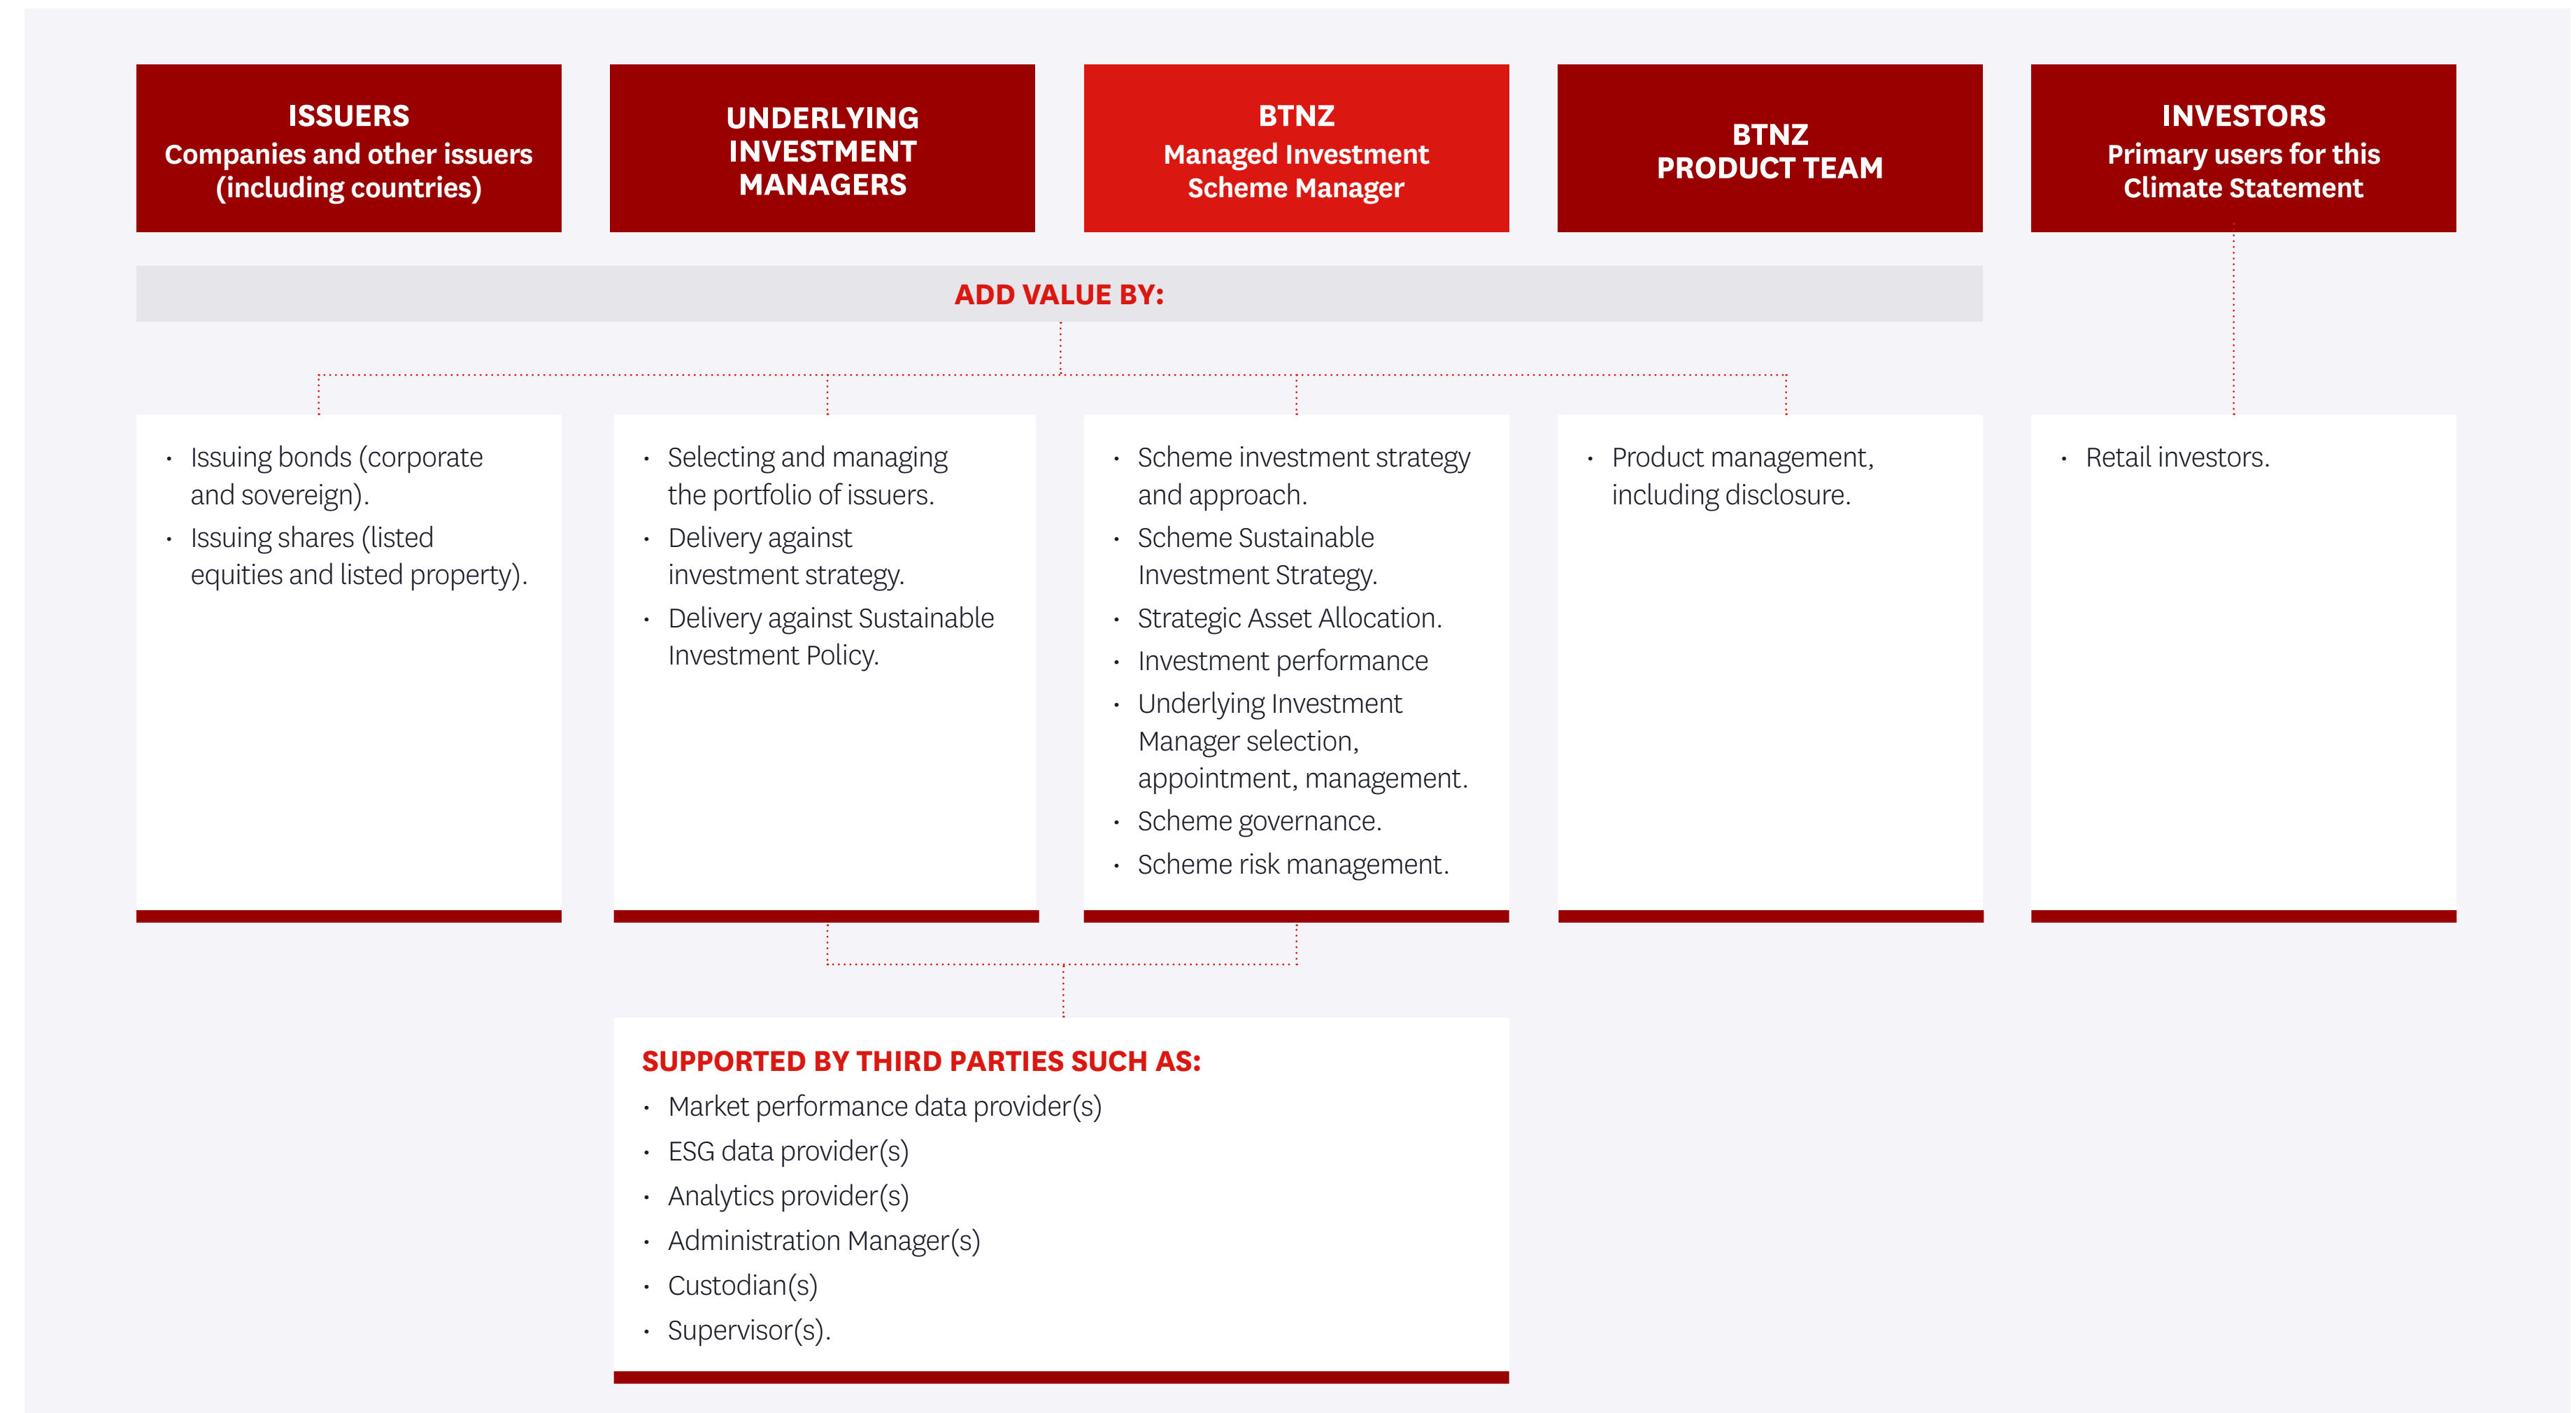 ISSUERS
Companies and other issuers
(including countries)
UNDERLYING
INVESTMENT
MANAGERS
BTNZ
Managed Investment
Scheme Manager
BTNZ
PRODUCT TEAM
INVESTORS
Primary users for this
Climate Statement
ADD VALUE BY:
· Issuing bonds (corporate
and sovereign).
· Issuing shares (listed
equities and listed property).
· Selecting and managing
the portfolio of issuers.
· Delivery against
investment strategy.
· Delivery against Sustainable
Investment Policy.
· Scheme investment strategy
and approach.
· Scheme Sustainable
Investment Strategy.
· Strategic Asset Allocation.
· Investment performance
· Underlying Investment
Manager selection,
appointment, management.
· Scheme governance.
· Scheme risk management.
· Product management,
including disclosure.
· Retail investors.
SUPPORTED BY THIRD PARTIES SUCH AS:
· Market performance data provider(s)
· ESG data provider(s)
· Analytics provider(s)
· Administration Manager(s)
· Custodian(s)
· Supervisor(s).